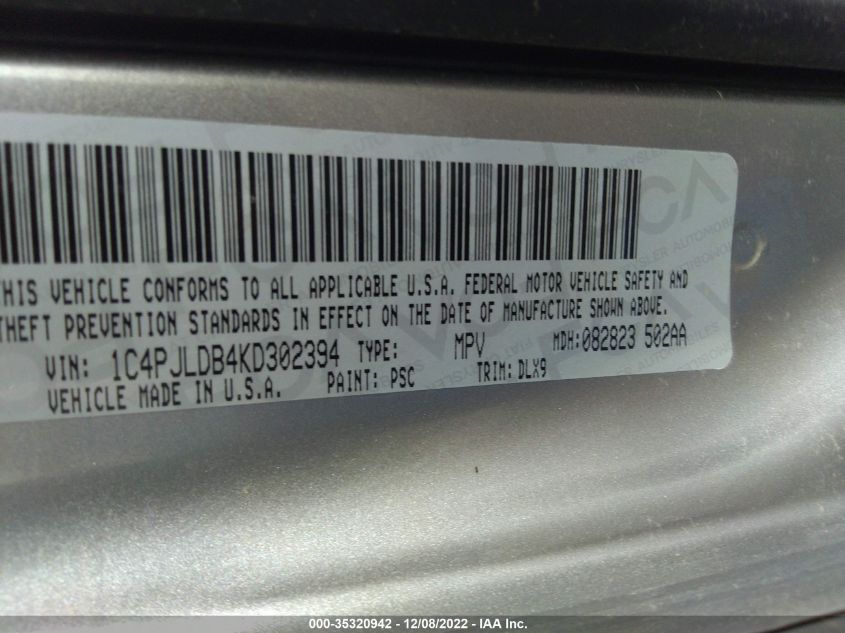 HIS VEHICLE CONFORMS TO ALL APPLICABLE U.S.A. FEDERAL MOTOR VEHICLE SAFETY AND
THEFT PREVENTION STANDARDS IN EFFECT ON THE DATE OF MANUFACTURE SHOWN ABOVE.
VIN: 1C4PJLDB4KD302394 TYPE: MPV MDH:082823 502AA
VEHICLE MADE IN U.S.A. PAINT: PSC TRIM: DLX9
000-35320942 - 12/08/2022 - IAA Inc.